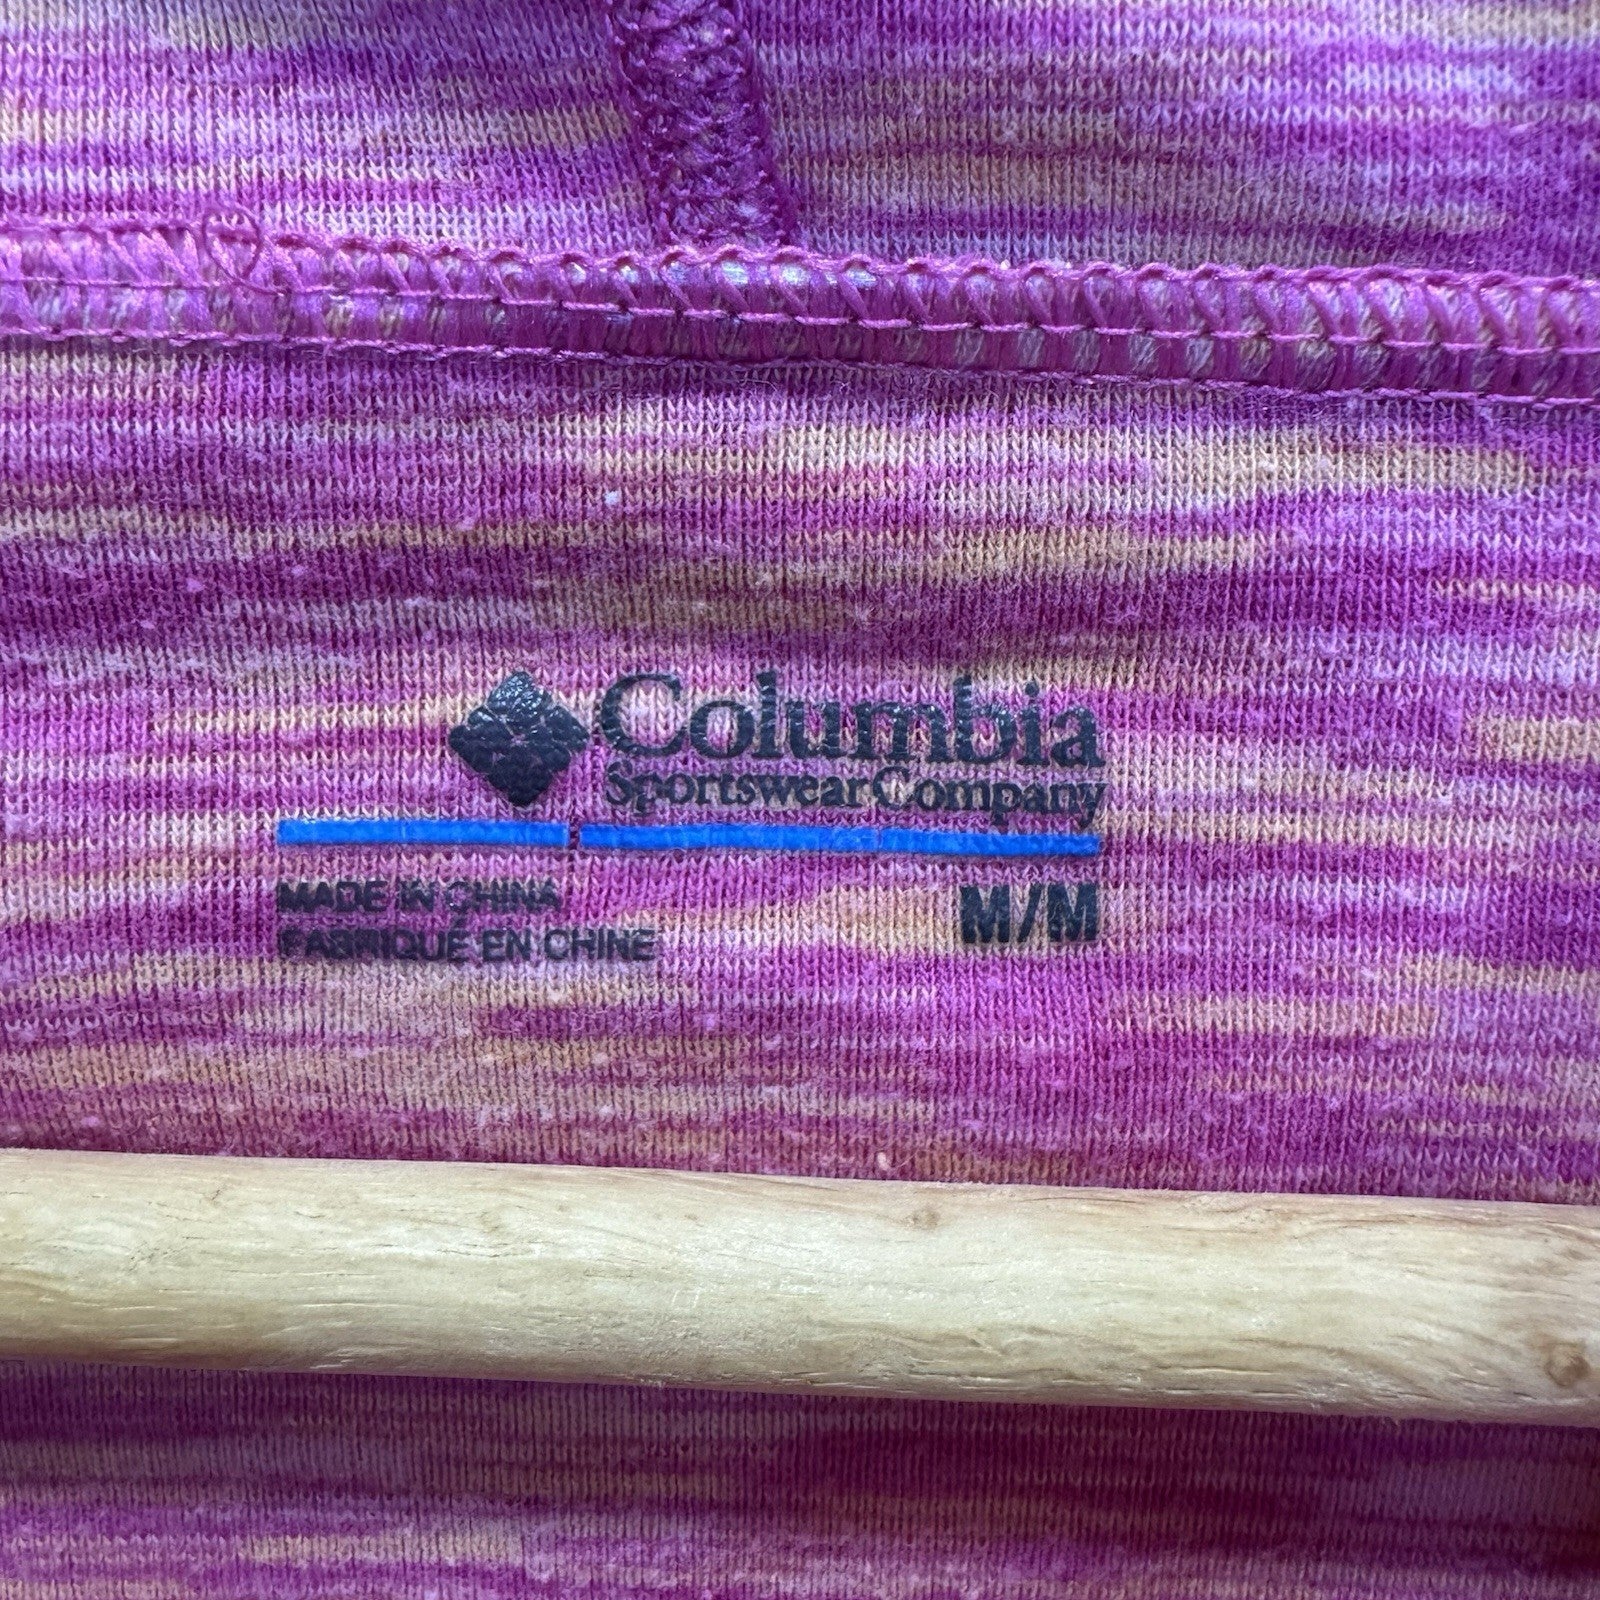 Columbia
Sportswear Company
MADE IN CHINA
M/M
FABRIQUÉ EN CHINE